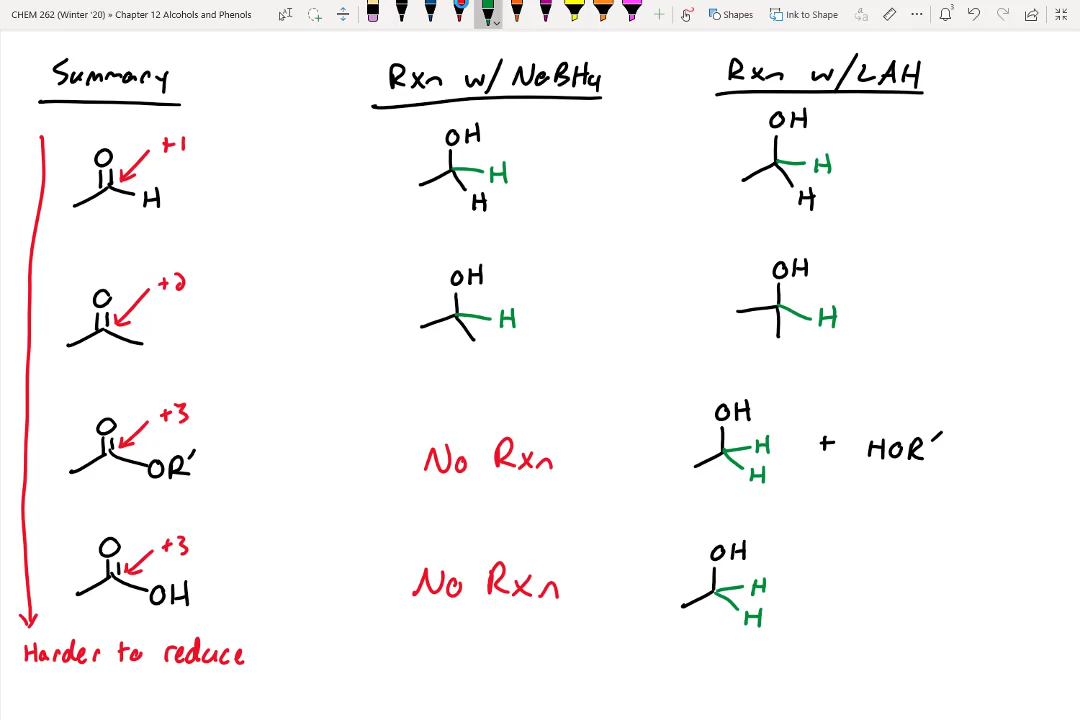 CHEM 262 (Winter '20) » Chapter 12 Alcohols and Phenols
Shapes
Ink to Shape
3
Summary
Rxn w/ NaBH4
Rxn w/LAH
O
H
+1
OH
H
H
OH
H
H
O
+2
OH
H
OH
H
O
OR'
+3
No Rxn
OH
H
H
+ HOR'
O
OH
+3
No Rxn
OH
H
H
Harder to reduce